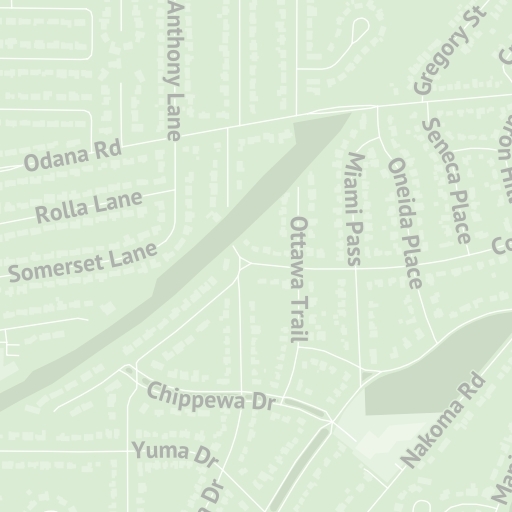 Anthony Lane
Gregory St
Odana Rd
Seneca Place
Miami Pass
Oneida Place
Rolla Lane
Ottawa Trail
Somerset Lane
Chippewa Dr
Nakoma Rd
Yuma Dr
Dr